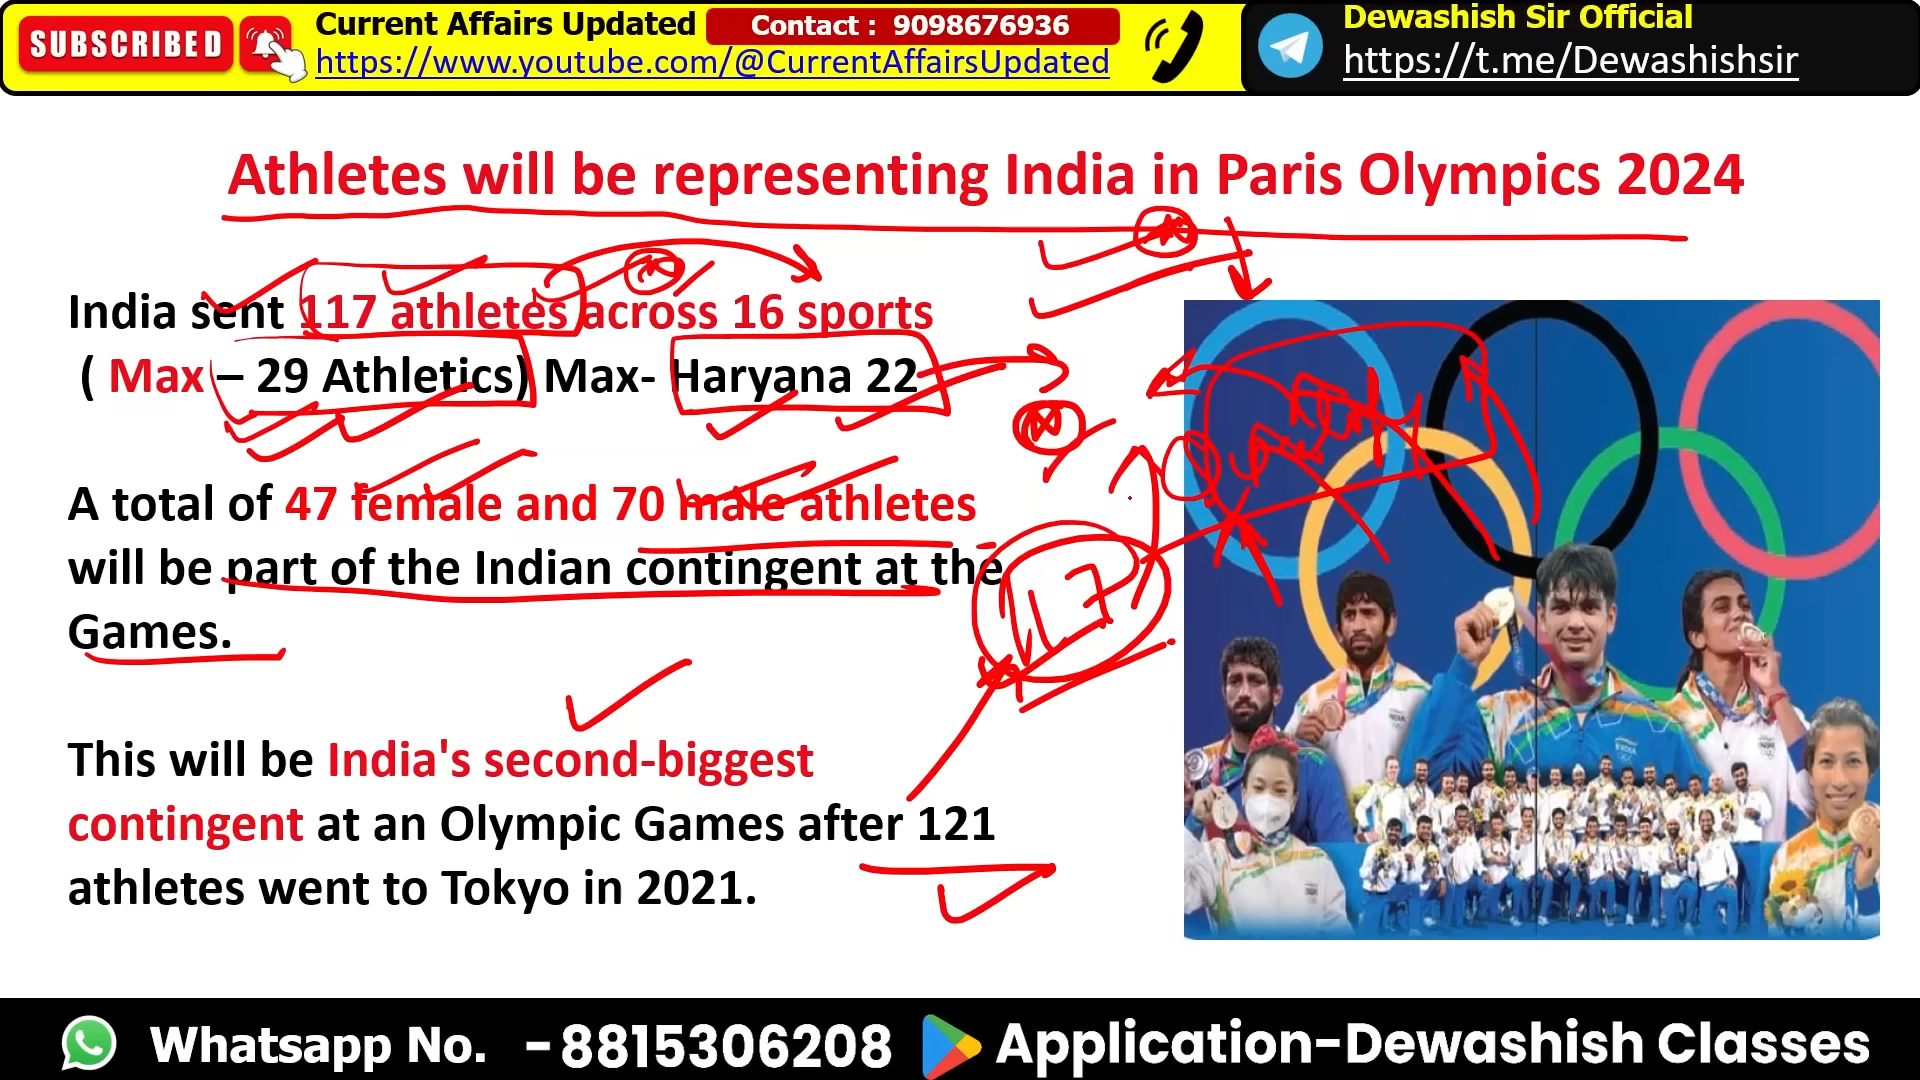 SUBSCRIBED
Current Affairs Updated
Contact : 9098676936
https://www.youtube.com/@CurrentAffairsUpdated
Dewashish Sir Official
https://t.me/Dewashishsir
Athletes will be representing India in Paris Olympics 2024
India sent 117 athletes across 16 sports
( Max – 29 Athletics) Max- Haryana 22
A total of 47 female and 70 male athletes
will be part of the Indian contingent at the
Games.
117
This will be India's second-biggest
contingent at an Olympic Games after 121
athletes went to Tokyo in 2021.
Whatsapp No. - 8815306208
Application-Dewashish Classes